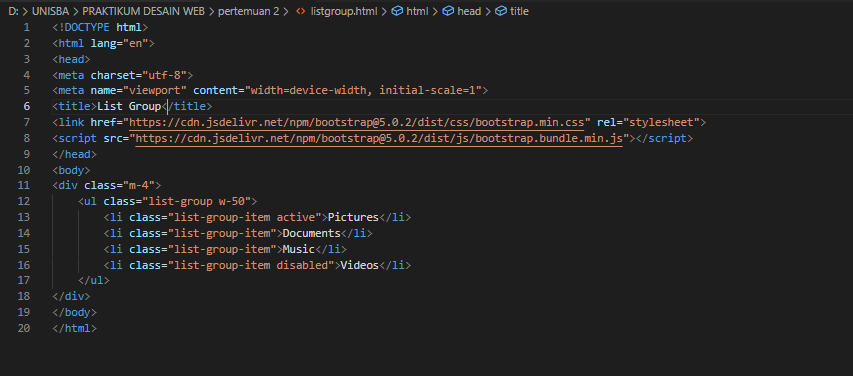 D: > UNISBA > PRAKTIKUM DESAIN WEB > pertemuan 2 > <> listgroup.html > html > head > title
1 <!DOCTYPE html>
2 <html lang="en">
3 <head>
4 <meta charset="utf-8">
5 <meta name="viewport" content="width=device-width, initial-scale=1">
6 <title>List Group</title>
7 <link href="https://cdn.jsdelivr.net/npm/bootstrap@5.0.2/dist/css/bootstrap.min.css" rel="stylesheet">
8 <script src="https://cdn.jsdelivr.net/npm/bootstrap@5.0.2/dist/js/bootstrap.bundle.min.js"></script>
9 </head>
10 <body>
11 <div class="m-4">
12     <ul class="list-group w-50">
13         <li class="list-group-item active">Pictures</li>
14         <li class="list-group-item">Documents</li>
15         <li class="list-group-item">Music</li>
16         <li class="list-group-item disabled">Videos</li>
17     </ul>
18 </div>
19 </body>
20 </html>